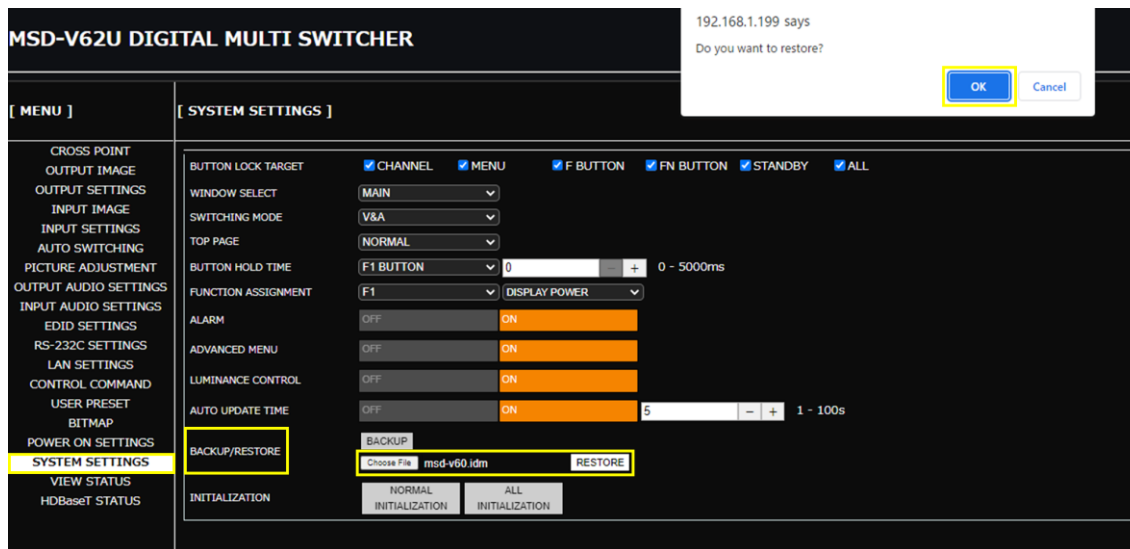 MSD-V62U DIGITAL MULTI SWITCHER
192.168.1.199 says
Do you want to restore?
OK Cancel
[ MENU ]
CROSS POINT
OUTPUT IMAGE
OUTPUT SETTINGS
INPUT IMAGE
INPUT SETTINGS
AUTO SWITCHING
PICTURE ADJUSTMENT
OUTPUT AUDIO SETTINGS
INPUT AUDIO SETTINGS
EDID SETTINGS
RS-232C SETTINGS
LAN SETTINGS
CONTROL COMMAND
USER PRESET
BITMAP
POWER ON SETTINGS
SYSTEM SETTINGS
VIEW STATUS
HDBaseT STATUS
[ SYSTEM SETTINGS ]
BUTTON LOCK TARGET CHANNEL MENU F BUTTON FN BUTTON STANDBY ALL
WINDOW SELECT MAIN
SWITCHING MODE V&A
TOP PAGE NORMAL
BUTTON HOLD TIME F1 BUTTON 0 - + 0 - 5000ms
FUNCTION ASSIGNMENT F1 DISPLAY POWER
ALARM OFF ON
ADVANCED MENU OFF ON
LUMINANCE CONTROL OFF ON
AUTO UPDATE TIME OFF ON 5 - + 1 - 100s
BACKUP/RESTORE BACKUP
Choose File msd-v60.idm RESTORE
INITIALIZATION NORMAL INITIALIZATION ALL INITIALIZATION